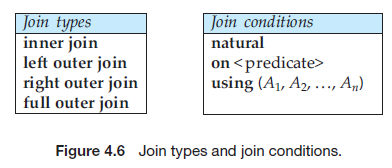 Join types
inner join
left outer join
right outer join
full outer join
Join conditions
natural
on <predicate>
using (A₁, A₂, ..., Aₙ)
Figure 4.6 Join types and join conditions.